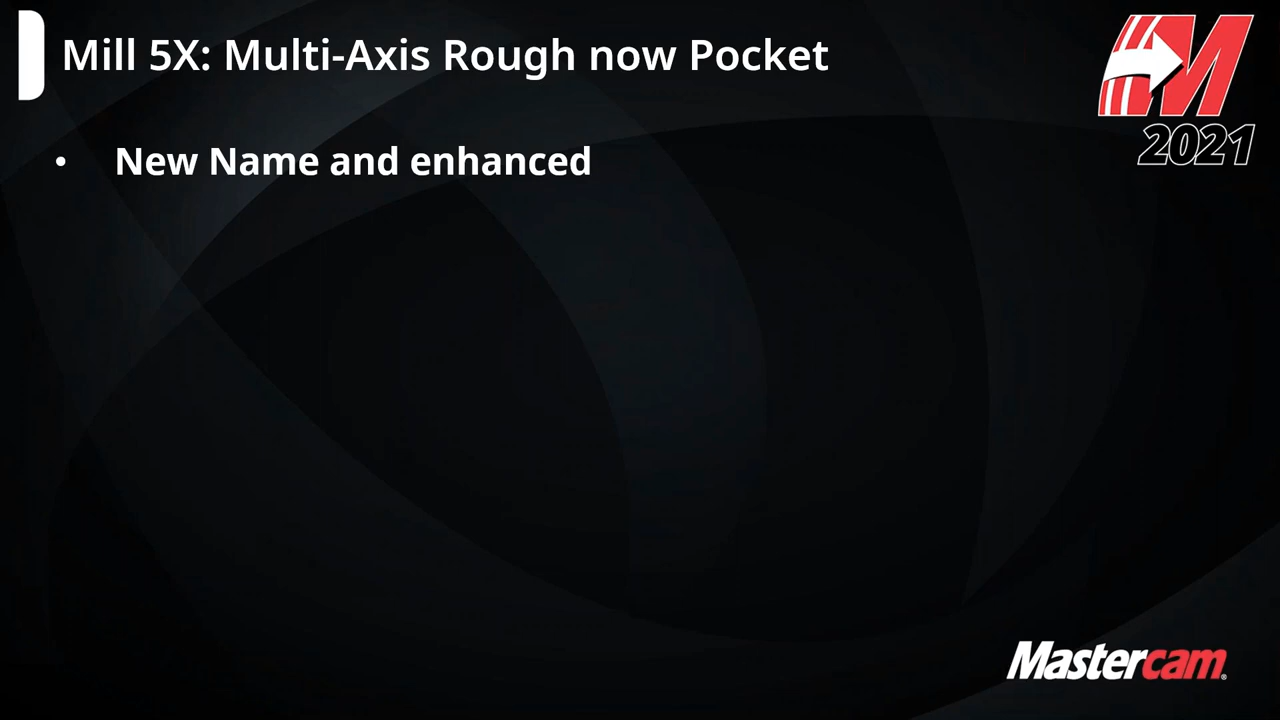 Mill 5X: Multi-Axis Rough now Pocket
M
2021
• New Name and enhanced
Mastercam®